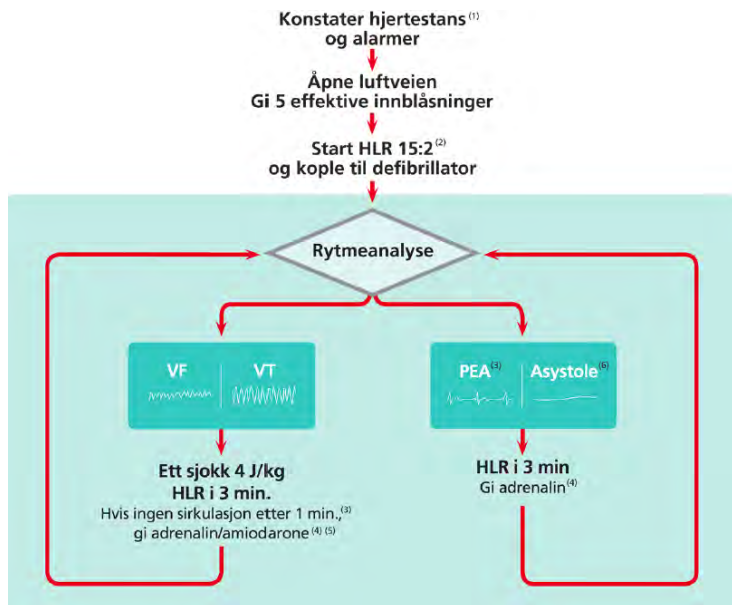 Konstater hjertestans (1)
og alarmer
Åpne luftveien
Gi 5 effektive innblåsninger
Start HLR 15:2 (2)
og kople til defibrillator
Rytmeanalyse
VF VT
PEA (3) Asystole (6)
Ett sjokk 4 J/kg
HLR i 3 min.
Hvis ingen sirkulasjon etter 1 min., (3)
gi adrenalin/amiodarone (4) (5)
HLR i 3 min
Gi adrenalin (4)